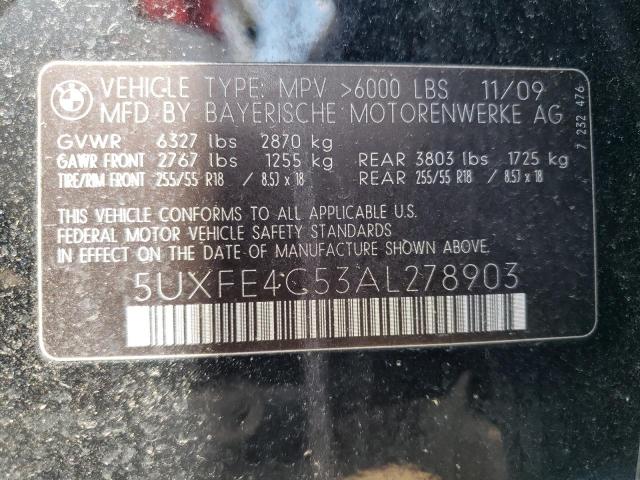 BMW
VEHICLE TYPE: MPV >6000 LBS 11/09
MFD BY BAYERISCHE MOTORENWERKE AG
GVWR 6327 lbs 2870 kg
GAWR FRONT 2767 lbs 1255 kg REAR 3803 lbs 1725 kg
TIRE/RIM FRONT 255/55 R18 / 8.5J x 18 REAR 255/55 R18 / 8.5J x 18
THIS VEHICLE CONFORMS TO ALL APPLICABLE U.S.
FEDERAL MOTOR VEHICLE SAFETY STANDARDS
IN EFFECT ON THE DATE OF MANUFACTURE SHOWN ABOVE.
5UXFE4C53AL278903
7 232 476